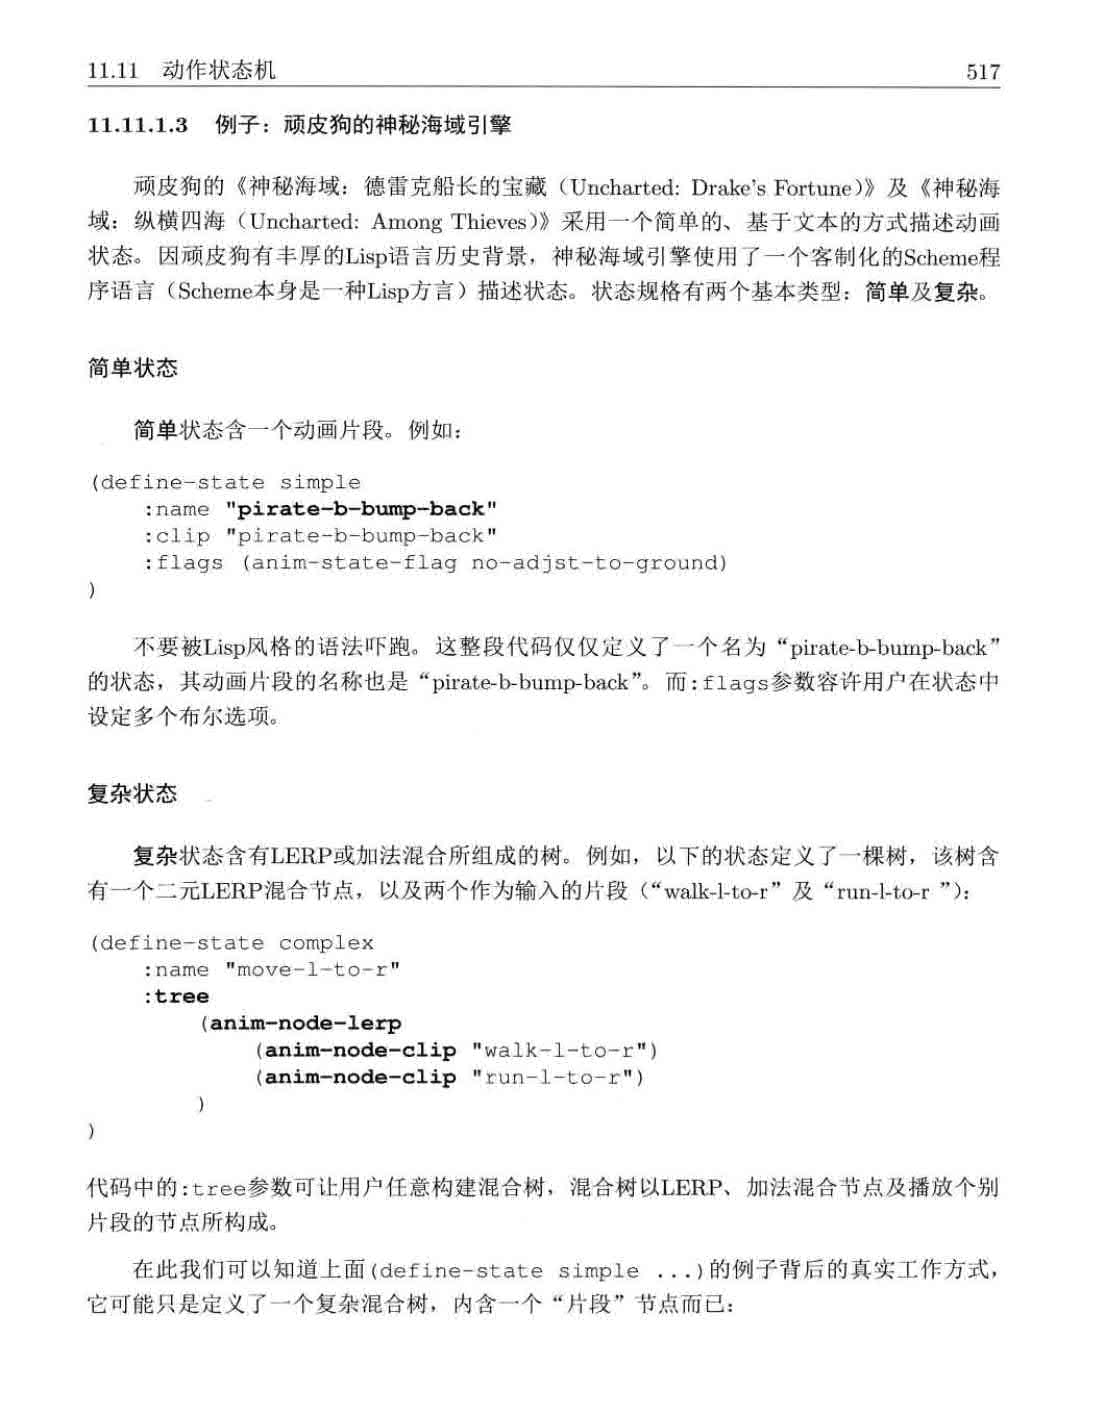 11.11 动作状态机 517
11.11.1.3 例子：顽皮狗的神秘海域引擎
顽皮狗的《神秘海域：德雷克船长的宝藏（Uncharted: Drake's Fortune）》及《神秘海
域：纵横四海（Uncharted: Among Thieves）》采用一个简单的、基于文本的方式描述动画
状态。因顽皮狗有丰厚的Lisp语言历史背景，神秘海域引擎使用了一个客制化的Scheme程
序语言（Scheme本身是一种Lisp方言）描述状态。状态规格有两个基本类型：简单及复杂。
简单状态
简单状态含一个动画片段。例如：
(define-state simple
:name "pirate-b-bump-back"
:clip "pirate-b-bump-back"
:flags (anim-state-flag no-adjst-to-ground)
)
不要被Lisp风格的语法吓跑。这整段代码仅仅定义了一个名为“pirate-b-bump-back”
的状态，其动画片段的名称也是“pirate-b-bump-back”。而:flags参数容许用户在状态中
设定多个布尔选项。
复杂状态
复杂状态含有LERP或加法混合所组成的树。例如，以下的状态定义了一棵树，该树含
有一个二元LERP混合节点，以及两个作为输入的片段（“walk-l-to-r”及“run-l-to-r ”）：
(define-state complex
:name "move-l-to-r"
:tree
(anim-node-lerp
(anim-node-clip "walk-l-to-r")
(anim-node-clip "run-l-to-r")
)
)
代码中的:tree参数可让用户任意构建混合树，混合树以LERP、加法混合节点及播放个别
片段的节点所构成。
在此我们可以知道上面(define-state simple ...)的例子背后的真实工作方式，
它可能只是定义了一个复杂混合树，内含一个“片段”节点而已：